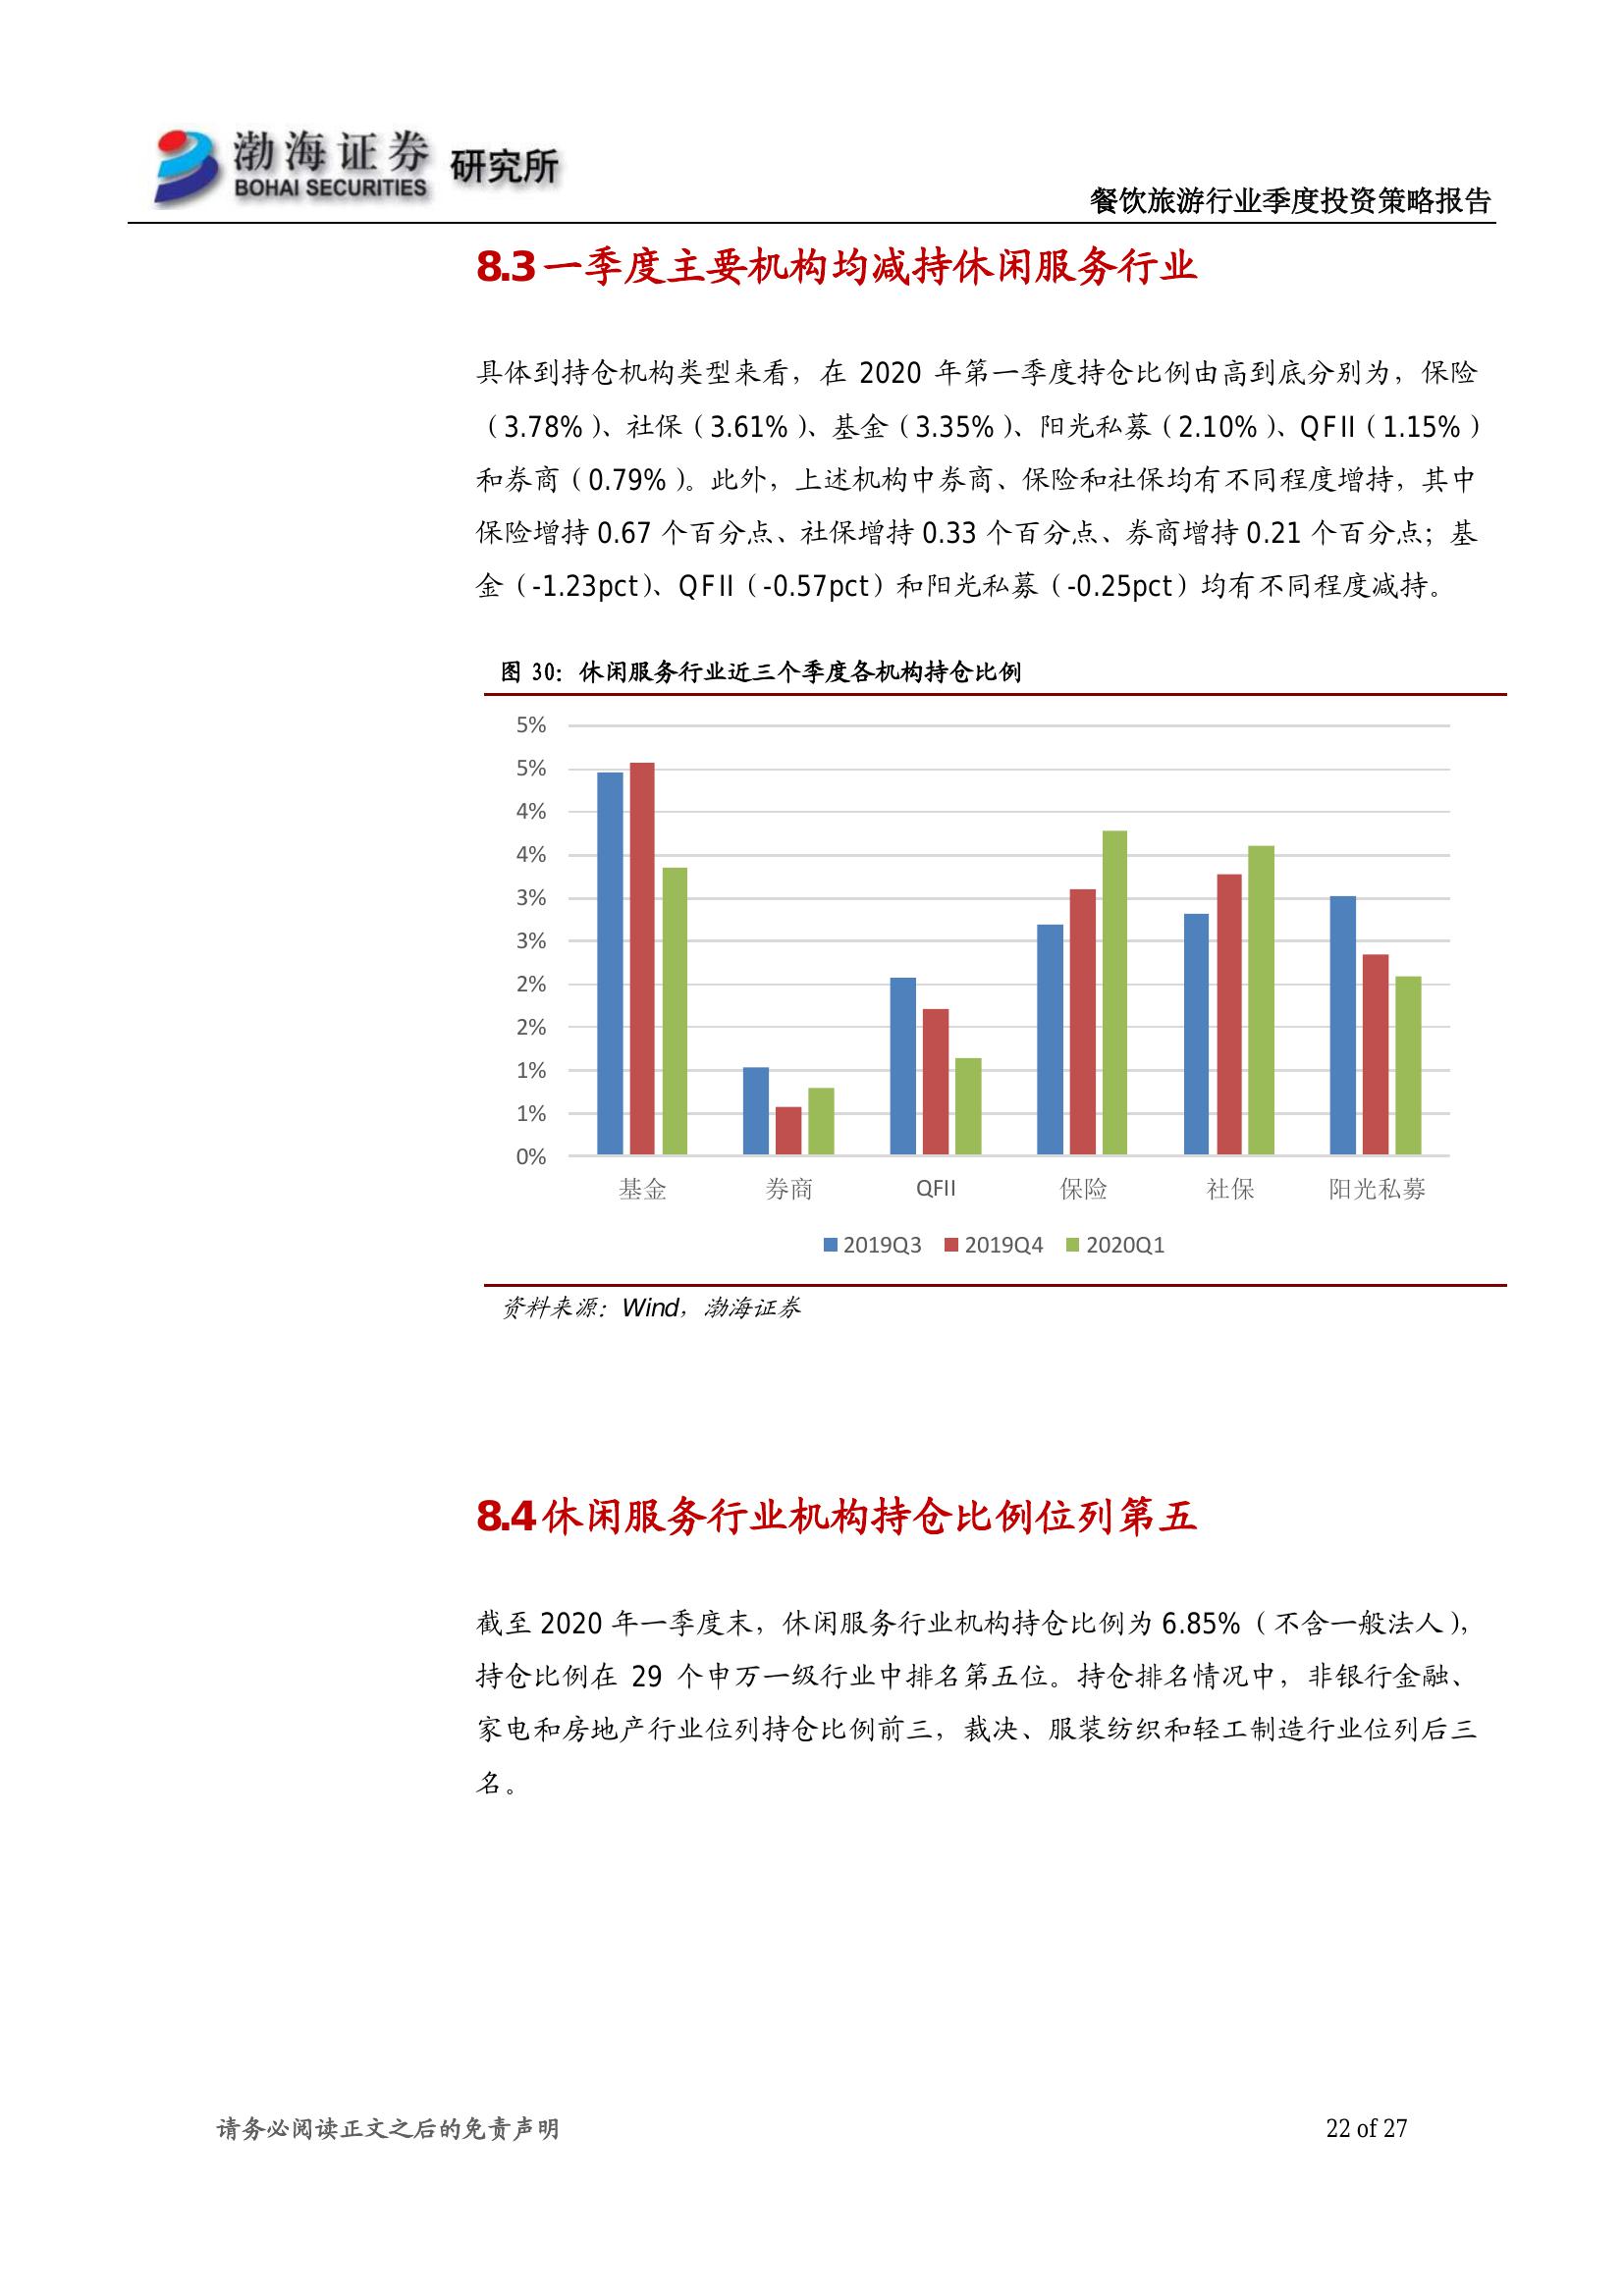 渤海证券 研究所
BOHAI SECURITIES
餐饮旅游行业季度投资策略报告
8.3 一季度主要机构均减持休闲服务行业
具体到持仓机构类型来看，在 2020 年第一季度持仓比例由高到底分别为，保险
（3.78%）、社保（3.61%）、基金（3.35%）、阳光私募（2.10%）、QFII（1.15%）
和券商（0.79%）。此外，上述机构中券商、保险和社保均有不同程度增持，其中
保险增持 0.67 个百分点、社保增持 0.33 个百分点、券商增持 0.21 个百分点；基
金（-1.23pct）、QFII（-0.57pct）和阳光私募（-0.25pct）均有不同程度减持。
图 30：休闲服务行业近三个季度各机构持仓比例
5%
5%
4%
4%
3%
3%
2%
2%
1%
1%
0%
基金 券商 QFII 保险 社保 阳光私募
2019Q3 2019Q4 2020Q1
资料来源：Wind，渤海证券
8.4 休闲服务行业机构持仓比例位列第五
截至 2020 年一季度末，休闲服务行业机构持仓比例为 6.85%（不含一般法人），
持仓比例在 29 个申万一级行业中排名第五位。持仓排名情况中，非银行金融、
家电和房地产行业位列持仓比例前三，裁决、服装纺织和轻工制造行业位列后三
名。
请务必阅读正文之后的免责声明
22 of 27